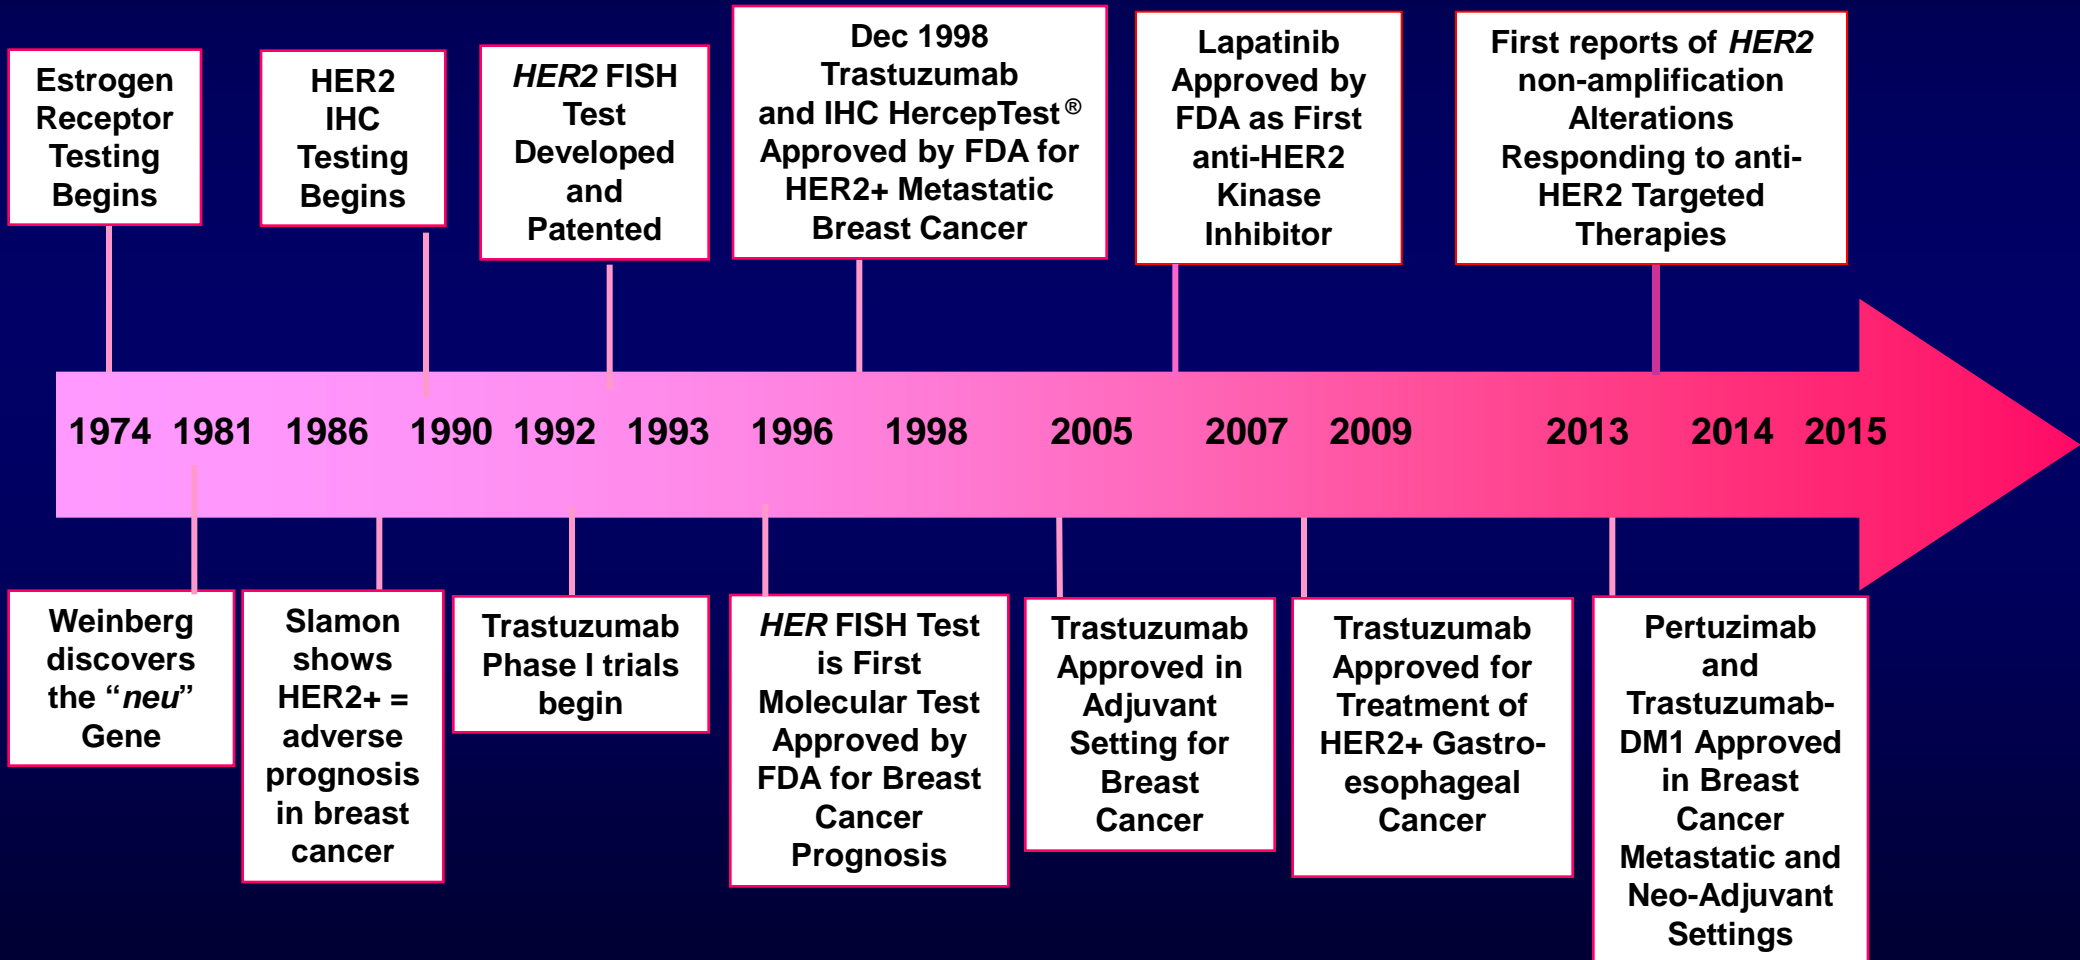 Estrogen
Receptor
Testing
Begins
HER2
IHC
Testing
Begins
HER2 FISH
Test
Developed
and
Patented
Dec 1998
Trastuzumab
and IHC HercepTest®
Approved by FDA for
HER2+ Metastatic
Breast Cancer
Lapatinib
Approved by
FDA as First
anti-HER2
Kinase
Inhibitor
First reports of HER2
non-amplification
Alterations
Responding to anti-
HER2 Targeted
Therapies
1974 1981 1986 1990 1992 1993 1996 1998 2005 2007 2009 2013 2014 2015
Weinberg
discovers
the “neu”
Gene
Slamon
shows
HER2+ =
adverse
prognosis
in breast
cancer
Trastuzumab
Phase I trials
begin
HER FISH Test
is First
Molecular Test
Approved by
FDA for Breast
Cancer
Prognosis
Trastuzumab
Approved in
Adjuvant
Setting for
Breast
Cancer
Trastuzumab
Approved for
Treatment of
HER2+ Gastro-
esophageal
Cancer
Pertuzimab
and
Trastuzumab-
DM1 Approved
in Breast
Cancer
Metastatic and
Neo-Adjuvant
Settings